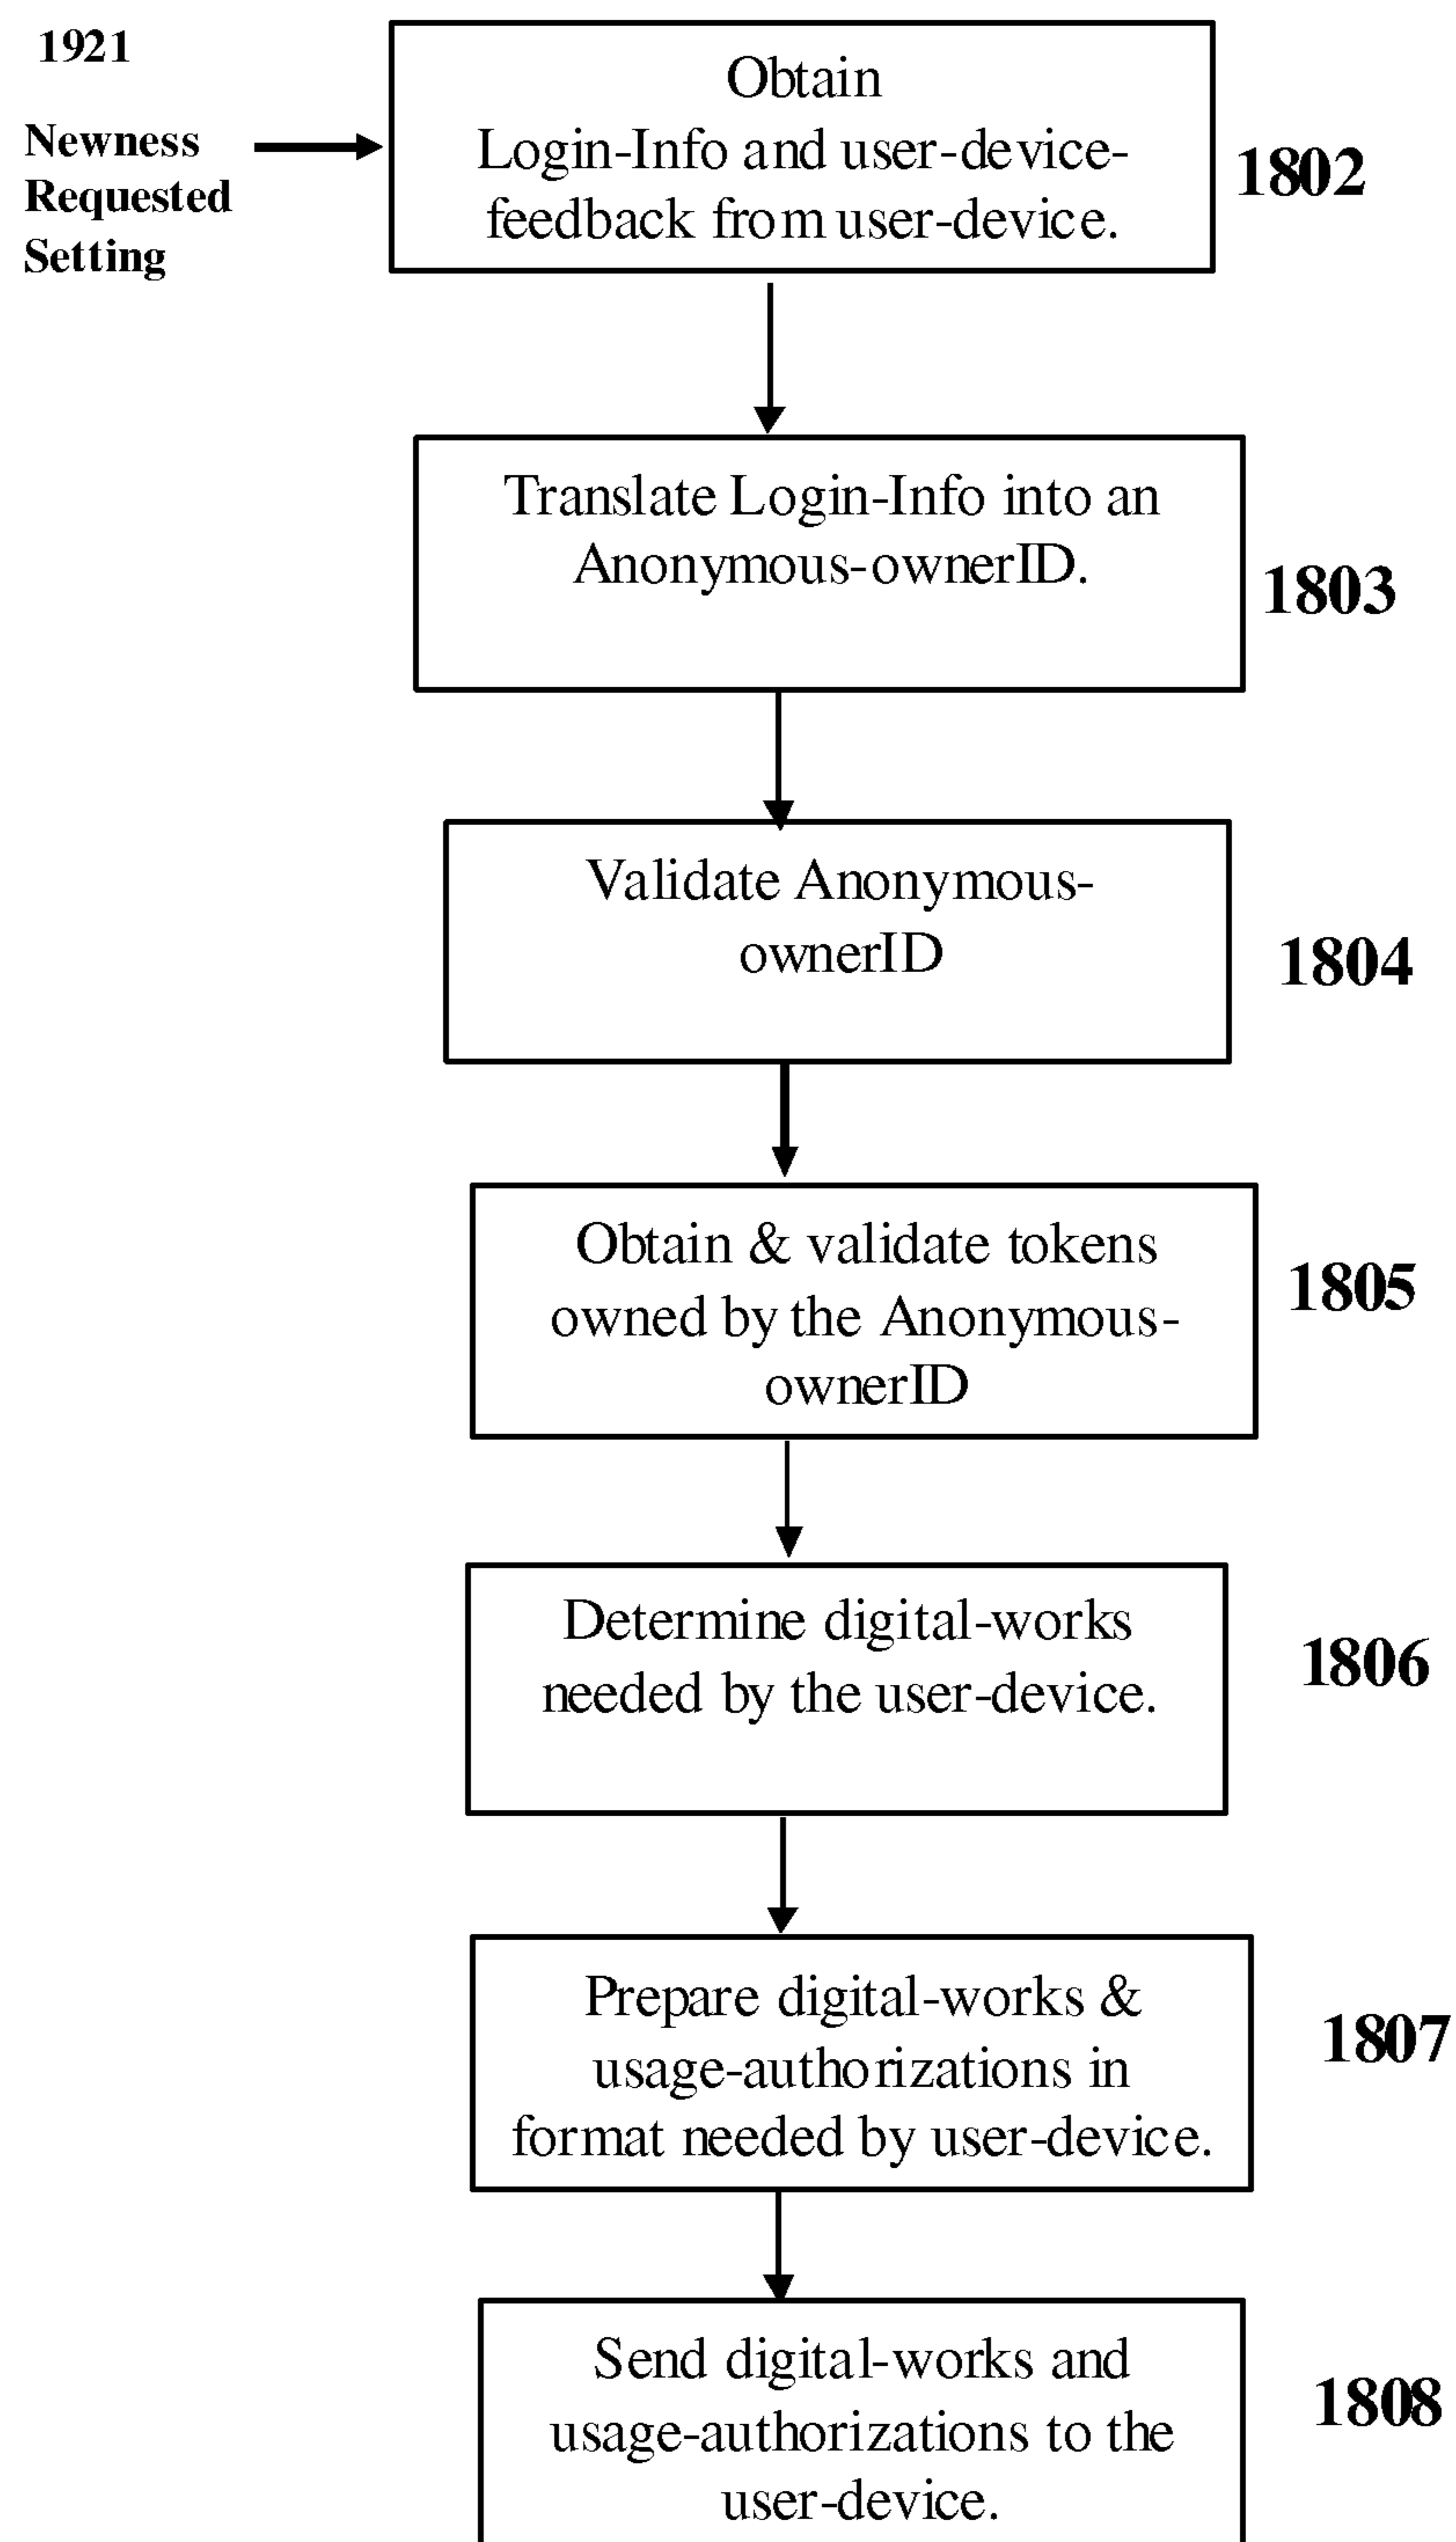 1921
Newness
Requested
Setting
Obtain
Login-Info and user-device-
feedback from user-device.
1802
Translate Login-Info into an
Anonymous-ownerID.
1803
Validate Anonymous-
ownerID
1804
Obtain & validate tokens
owned by the Anonymous-
ownerID
1805
Determine digital-works
needed by the user-device.
1806
Prepare digital-works &
usage-authorizations in
format needed by user-device.
1807
Send digital-works and
usage-authorizations to the
user-device.
1808